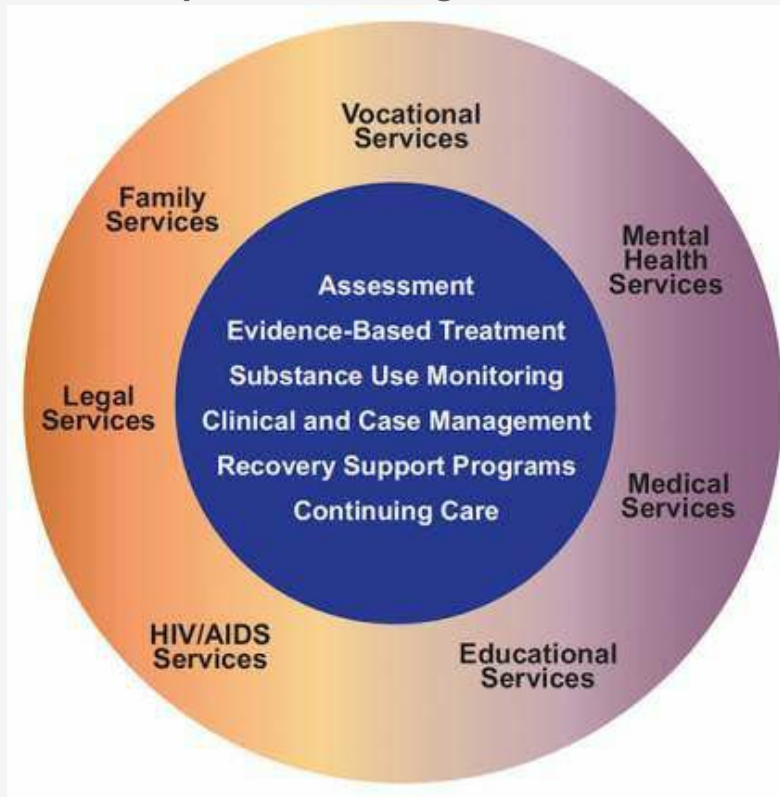 Vocational
Services
Family
Services
Mental
Health
Services
Assessment
Evidence-Based Treatment
Substance Use Monitoring
Clinical and Case Management
Recovery Support Programs
Continuing Care
Legal
Services
Medical
Services
HIV/AIDS
Services
Educational
Services